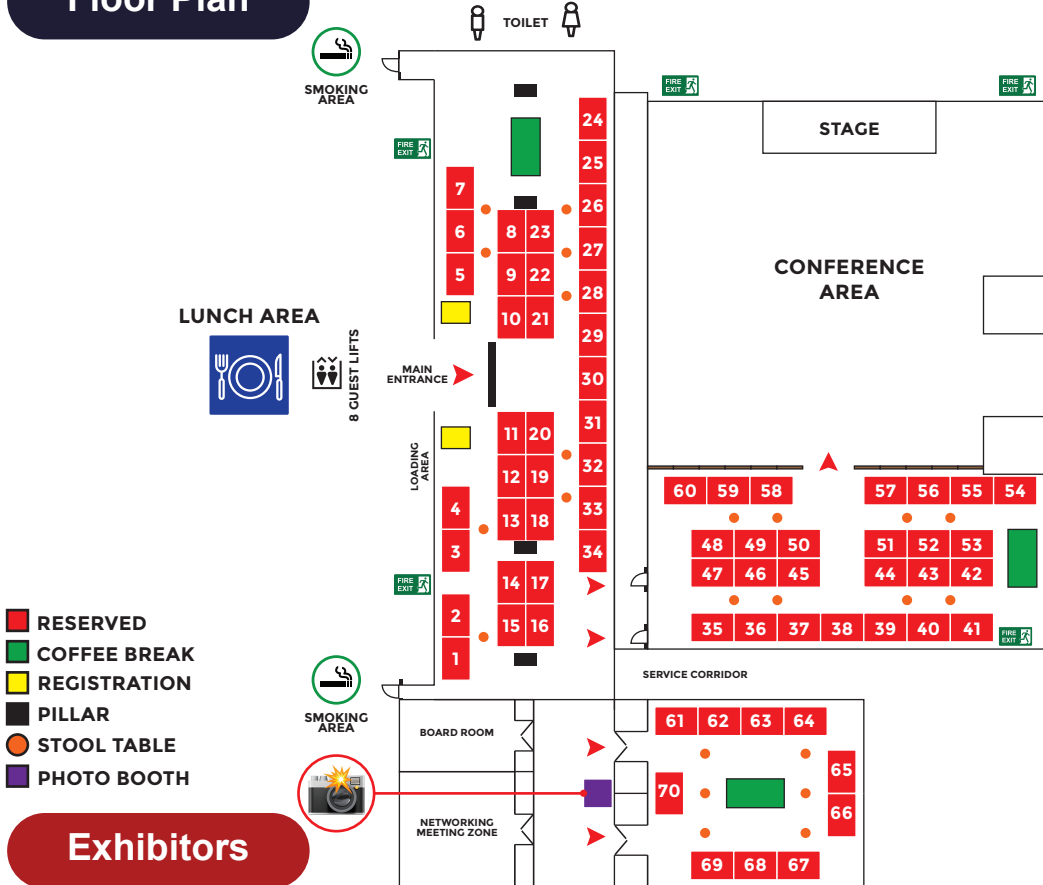 Floor Plan
TOILET
SMOKING
AREA
FIRE
EXIT
FIRE
EXIT
FIRE
EXIT
STAGE
24
25
26
27
28
29
30
31
32
33
34
7
6
5
8 23
9 22
10 21
CONFERENCE
AREA
LUNCH AREA
8 GUEST LIFTS
MAIN
ENTRANCE
LOADING
AREA
11 20
12 19
13 18
14 17
15 16
4
3
2
1
FIRE
EXIT
60 59 58
57 56 55 54
48 49 50
47 46 45
51 52 53
44 43 42
35 36 37 38 39 40 41
FIRE
EXIT
RESERVED
COFFEE BREAK
REGISTRATION
PILLAR
STOOL TABLE
PHOTO BOOTH
SMOKING
AREA
SERVICE CORRIDOR
BOARD ROOM
NETWORKING
MEETING ZONE
61 62 63 64
65
66
70
69 68 67
Exhibitors